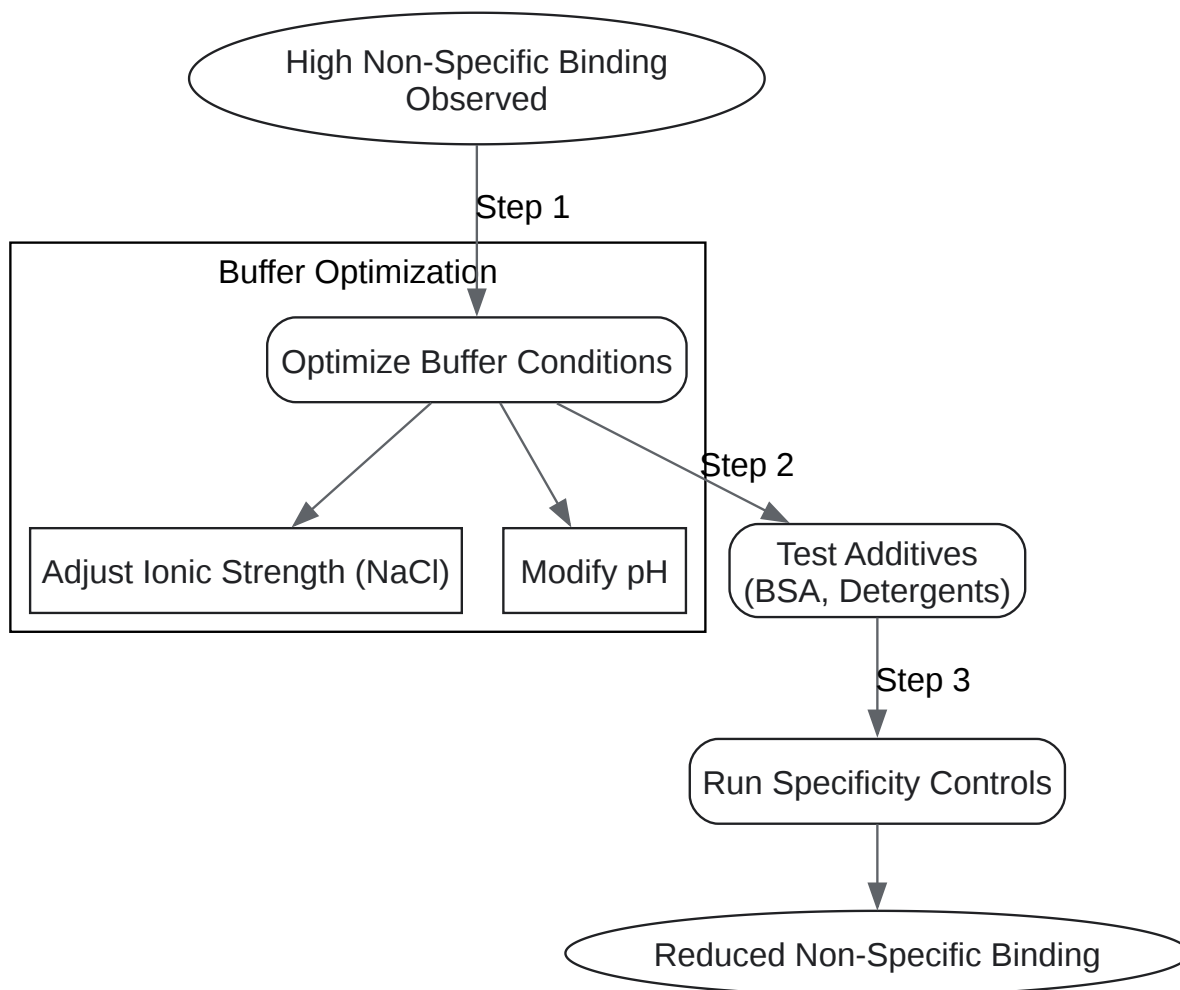 High Non-Specific Binding
Observed
Step 1
Buffer Optimization
Optimize Buffer Conditions
Step 2
Adjust Ionic Strength (NaCl)
Modify pH
Test Additives
(BSA, Detergents)
Step 3
Run Specificity Controls
Reduced Non-Specific Binding